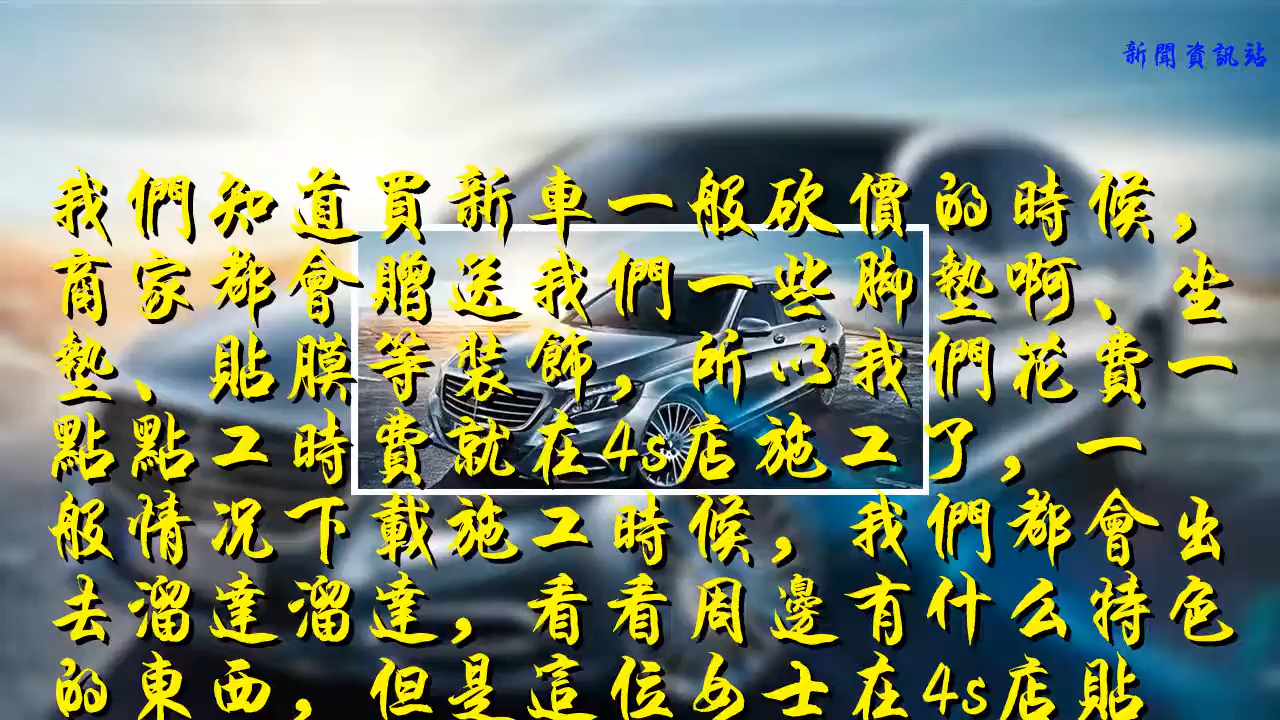 新聞資訊站
我們知道買新車一般砍價的時候，
商家都會贈送我們一些脚墊啊、坐
墊、貼膜等裝飾，所以我們花費一
點點工時費就在4s店施工了，一
般情况下載施工時候，我們都會出
去溜達溜達，看看周邊有什么特色
的東西，但是這位女士在4s店貼